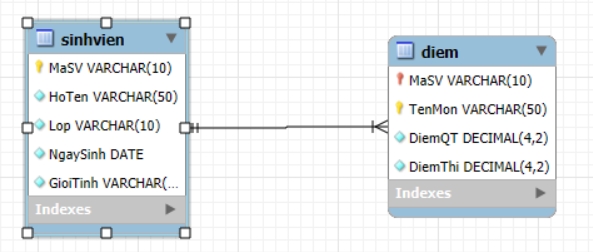 sinhvien
MaSV VARCHAR(10)
HoTen VARCHAR(50)
Lop VARCHAR(10)
NgaySinh DATE
GioiTinh VARCHAR(...
Indexes
diem
MaSV VARCHAR(10)
TenMon VARCHAR(50)
DiemQT DECIMAL(4,2)
DiemThi DECIMAL(4,2)
Indexes